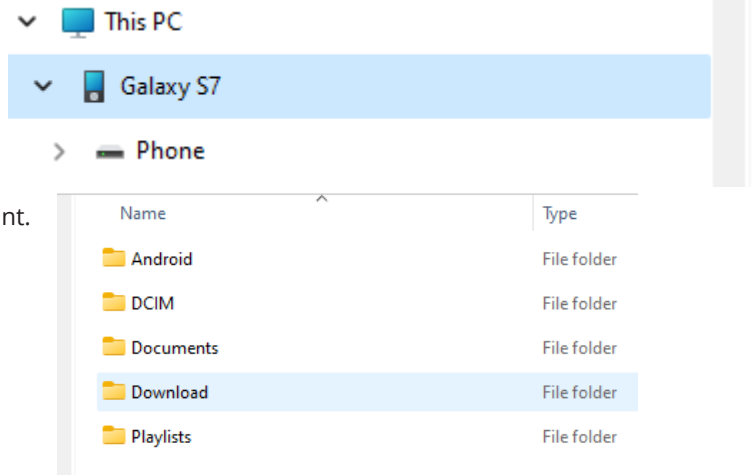 This PC
Galaxy S7
Phone
nt.
Name Type
Android File folder
DCIM File folder
Documents File folder
Download File folder
Playlists File folder